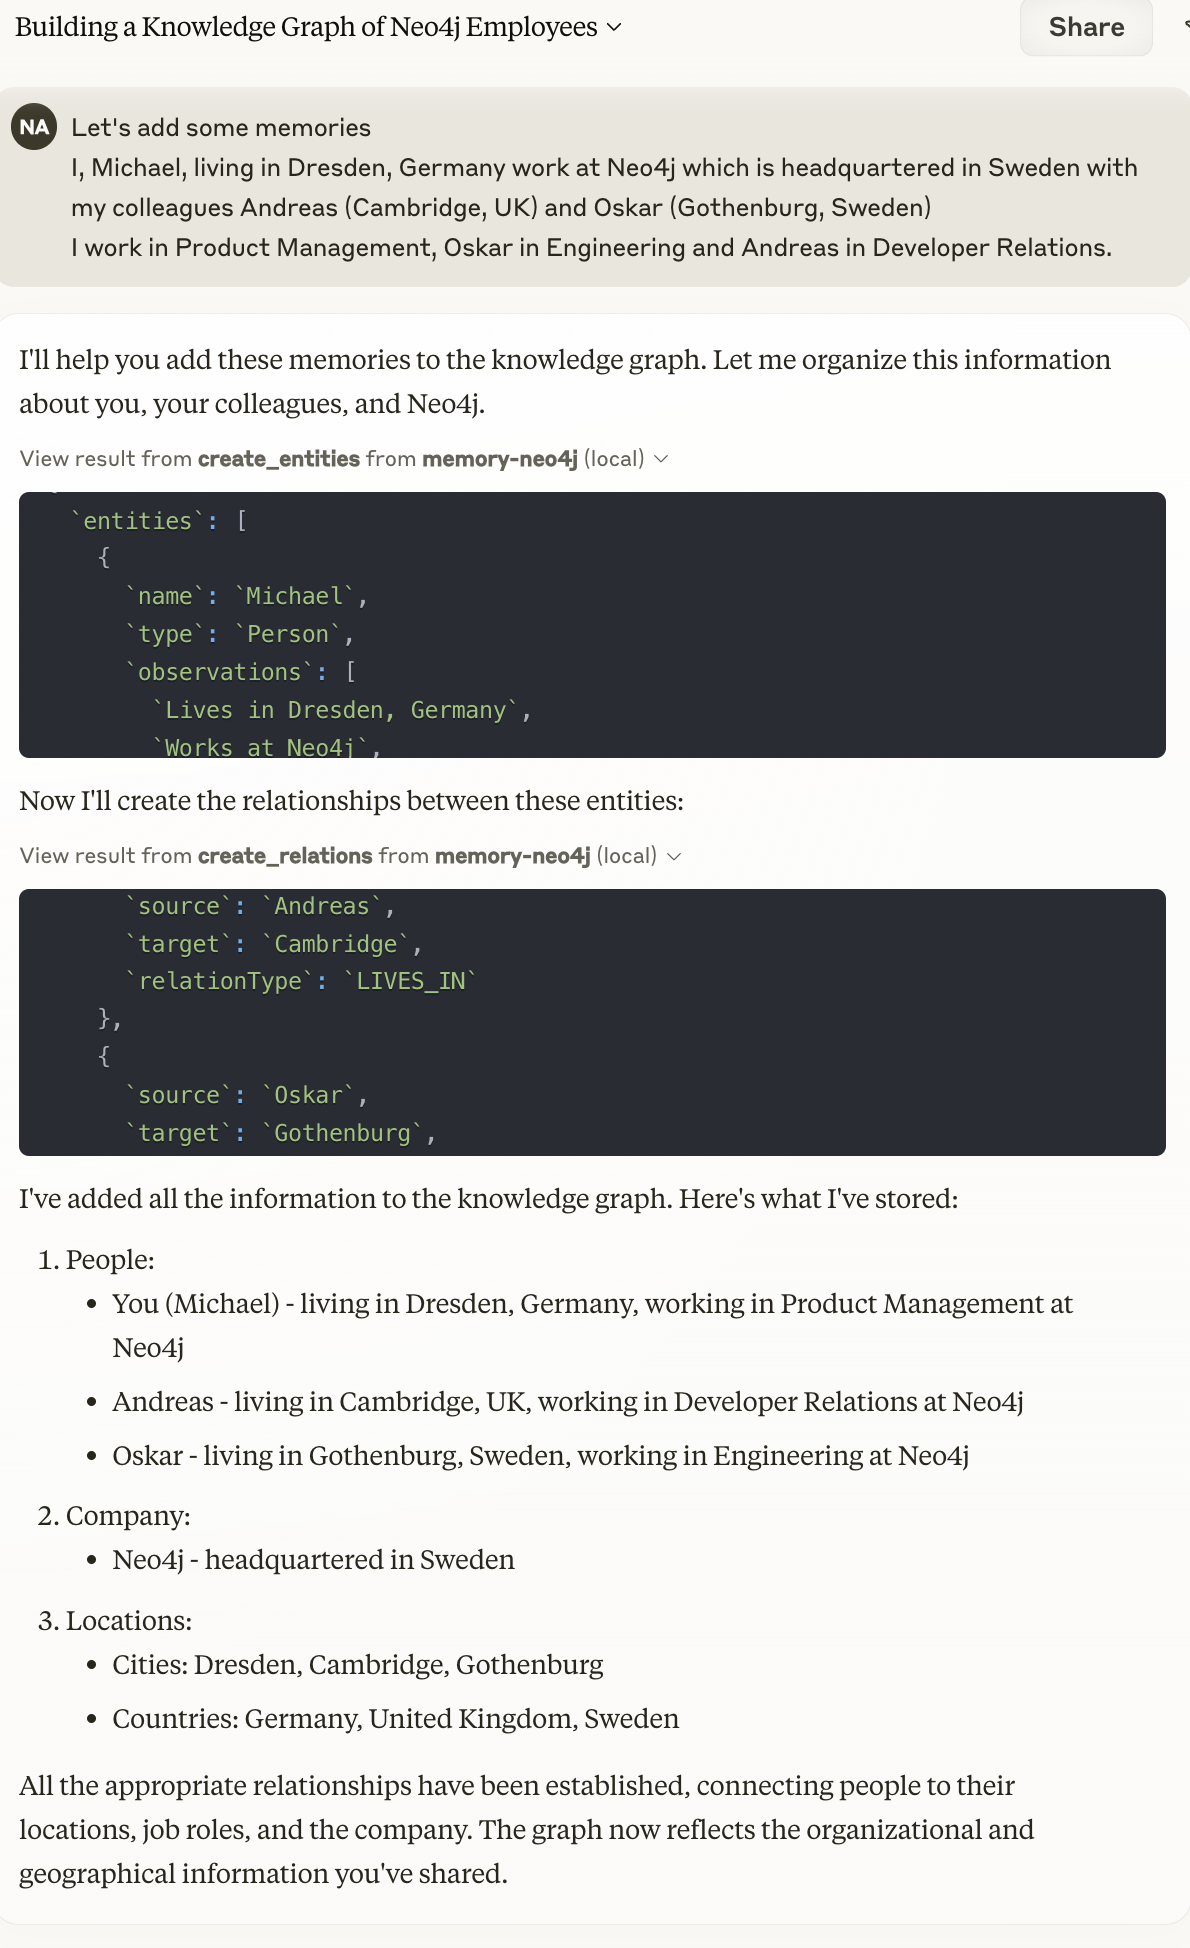 Building a Knowledge Graph of Neo4j Employees
Share
NA
Let's add some memories
I, Michael, living in Dresden, Germany work at Neo4j which is headquartered in Sweden with
my colleagues Andreas (Cambridge, UK) and Oskar (Gothenburg, Sweden)
I work in Product Management, Oskar in Engineering and Andreas in Developer Relations.
I'll help you add these memories to the knowledge graph. Let me organize this information
about you, your colleagues, and Neo4j.
View result from create_entities from memory-neo4j (local)
`entities`: [
{
`name`: `Michael`,
`type`: `Person`,
`observations`: [
`Lives in Dresden, Germany`,
`Works at Neo4j`,
Now I'll create the relationships between these entities:
View result from create_relations from memory-neo4j (local)
`source`: `Andreas`,
`target`: `Cambridge`,
`relationType`: `LIVES_IN`
},
{
`source`: `Oskar`,
`target`: `Gothenburg`,
I've added all the information to the knowledge graph. Here's what I've stored:
1. People:
• You (Michael) - living in Dresden, Germany, working in Product Management at
Neo4j
• Andreas - living in Cambridge, UK, working in Developer Relations at Neo4j
• Oskar - living in Gothenburg, Sweden, working in Engineering at Neo4j
2. Company:
• Neo4j - headquartered in Sweden
3. Locations:
• Cities: Dresden, Cambridge, Gothenburg
• Countries: Germany, United Kingdom, Sweden
All the appropriate relationships have been established, connecting people to their
locations, job roles, and the company. The graph now reflects the organizational and
geographical information you've shared.